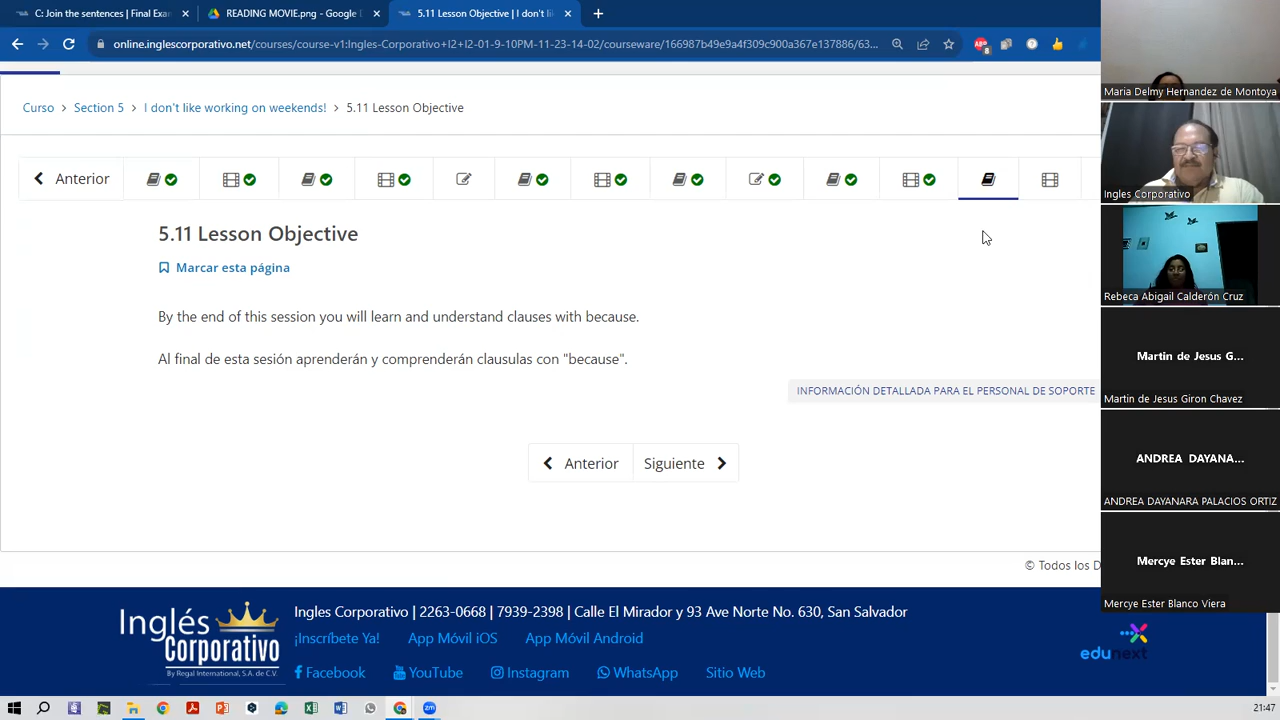 C: Join the sentences | Final Exam
READING MOVIE.png - Google D
5.11 Lesson Objective | I don't lik
online.inglescorporativo.net/courses/course-v1:Ingles-Corporativo+I2+I2-01-9-10PM-11-23-14-02/courseware/166987b49e9a4f309c900a367e137886/63...
Curso > Section 5 > I don't like working on weekends! > 5.11 Lesson Objective
Anterior
5.11 Lesson Objective
Marcar esta página
By the end of this session you will learn and understand clauses with because.
Al final de esta sesión aprenderán y comprenderán clausulas con "because".
INFORMACIÓN DETALLADA PARA EL PERSONAL DE SOPORTE
Anterior
Siguiente
© Todos los D
Inglés Corporativo
By Regal International, S.A. de C.V.
Ingles Corporativo | 2263-0668 | 7939-2398 | Calle El Mirador y 93 Ave Norte No. 630, San Salvador
¡Inscríbete Ya! App Móvil iOS App Móvil Android
Facebook YouTube Instagram WhatsApp Sitio Web
edunext
21:47
Maria Delmy Hernandez de Montoya
Ingles Corporativo
Rebeca Abigail Calderón Cruz
Martin de Jesus G...
Martin de Jesus Giron Chavez
ANDREA DAYANA...
ANDREA DAYANARA PALACIOS ORTIZ
Mercye Ester Blan...
Mercye Ester Blanco Viera